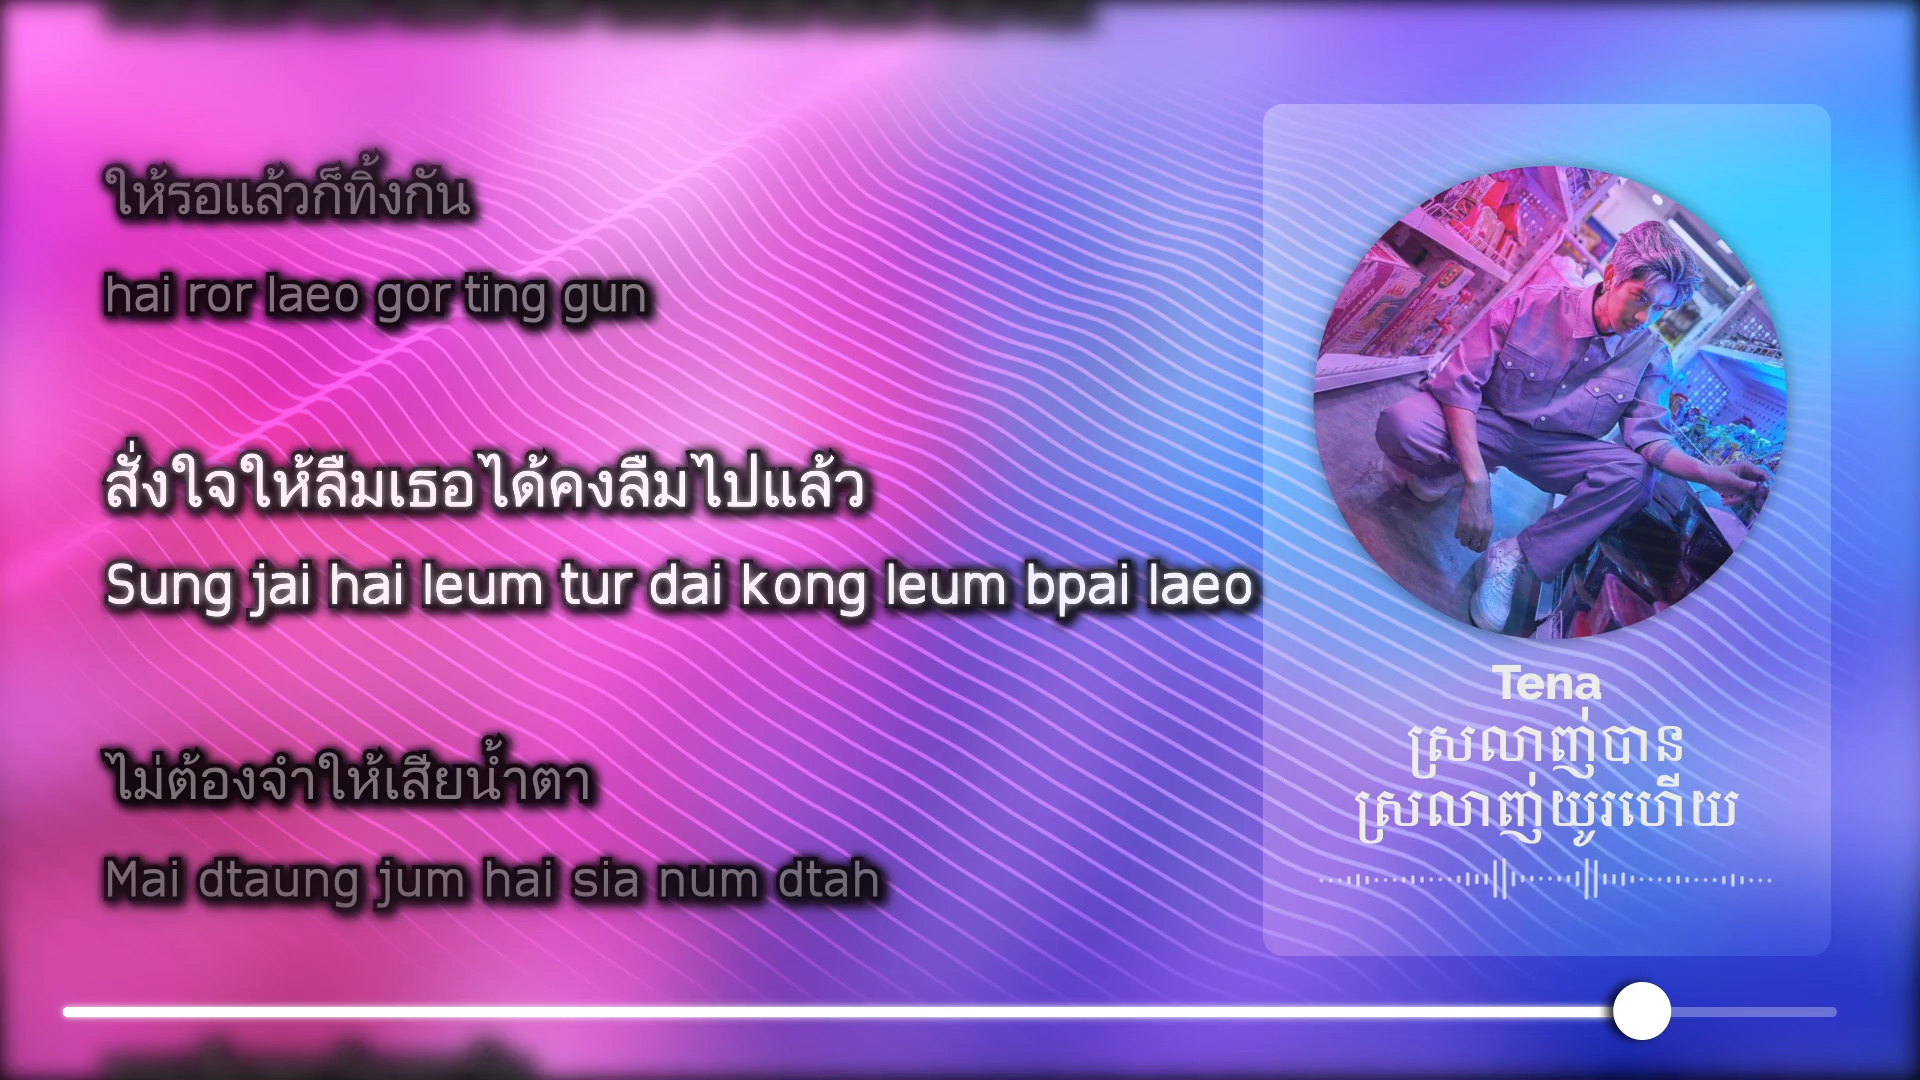 ให้รอแล้วก็ทิ้งกัน
hai ror laeo gor ting gun
สั่งใจให้ลืมเธอได้คงลืมไปแล้ว
Sung jai hai leum tur dai kong leum bpai laeo
ไม่ต้องจำให้เสียน้ำตา
Mai dtaung jum hai sia num dtah
Tena
ស្រលាញ់បាន
ស្រលាញ់យូរហើយ